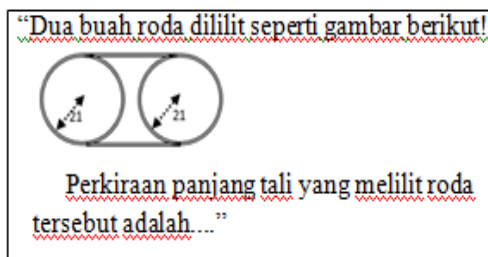 “Dua buah roda dililit seperti gambar berikut!
21 21
Perkiraan panjang tali yang melilit roda
tersebut adalah....”